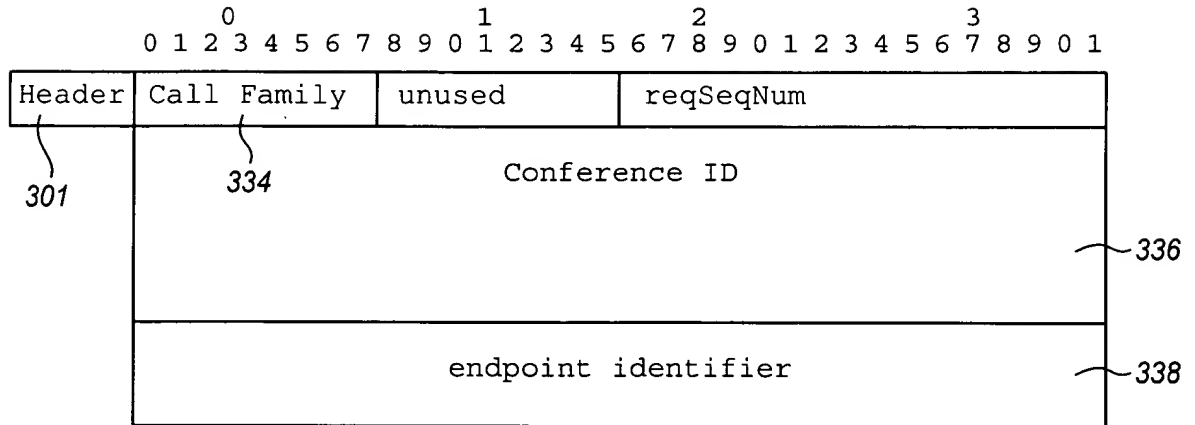 0 1 2 3
0 1 2 3 4 5 6 7 8 9 0 1 2 3 4 5 6 7 8 9 0 1 2 3 4 5 6 7 8 9 0 1
Header Call Family unused reqSeqNum
301 334
Conference ID
336
endpoint identifier
338